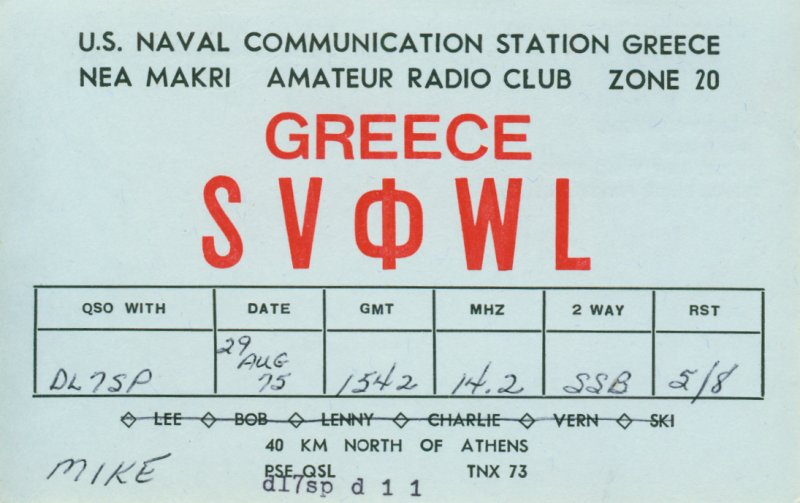 U.S. NAVAL COMMUNICATION STATION GREECE
NEA MAKRI AMATEUR RADIO CLUB ZONE 20
GREECE
SVΦWL
QSO WITH DATE GMT MHZ 2 WAY RST
DL7SP 29 AUG 75 1542 14.2 SSB 5/8
◇ LEE ◇ BOB ◇ LENNY ◇ CHARLIE ◇ VERN ◇ SKI
40 KM NORTH OF ATHENS
MIKE
PSE QSL TNX 73
dl7sp d 1 1